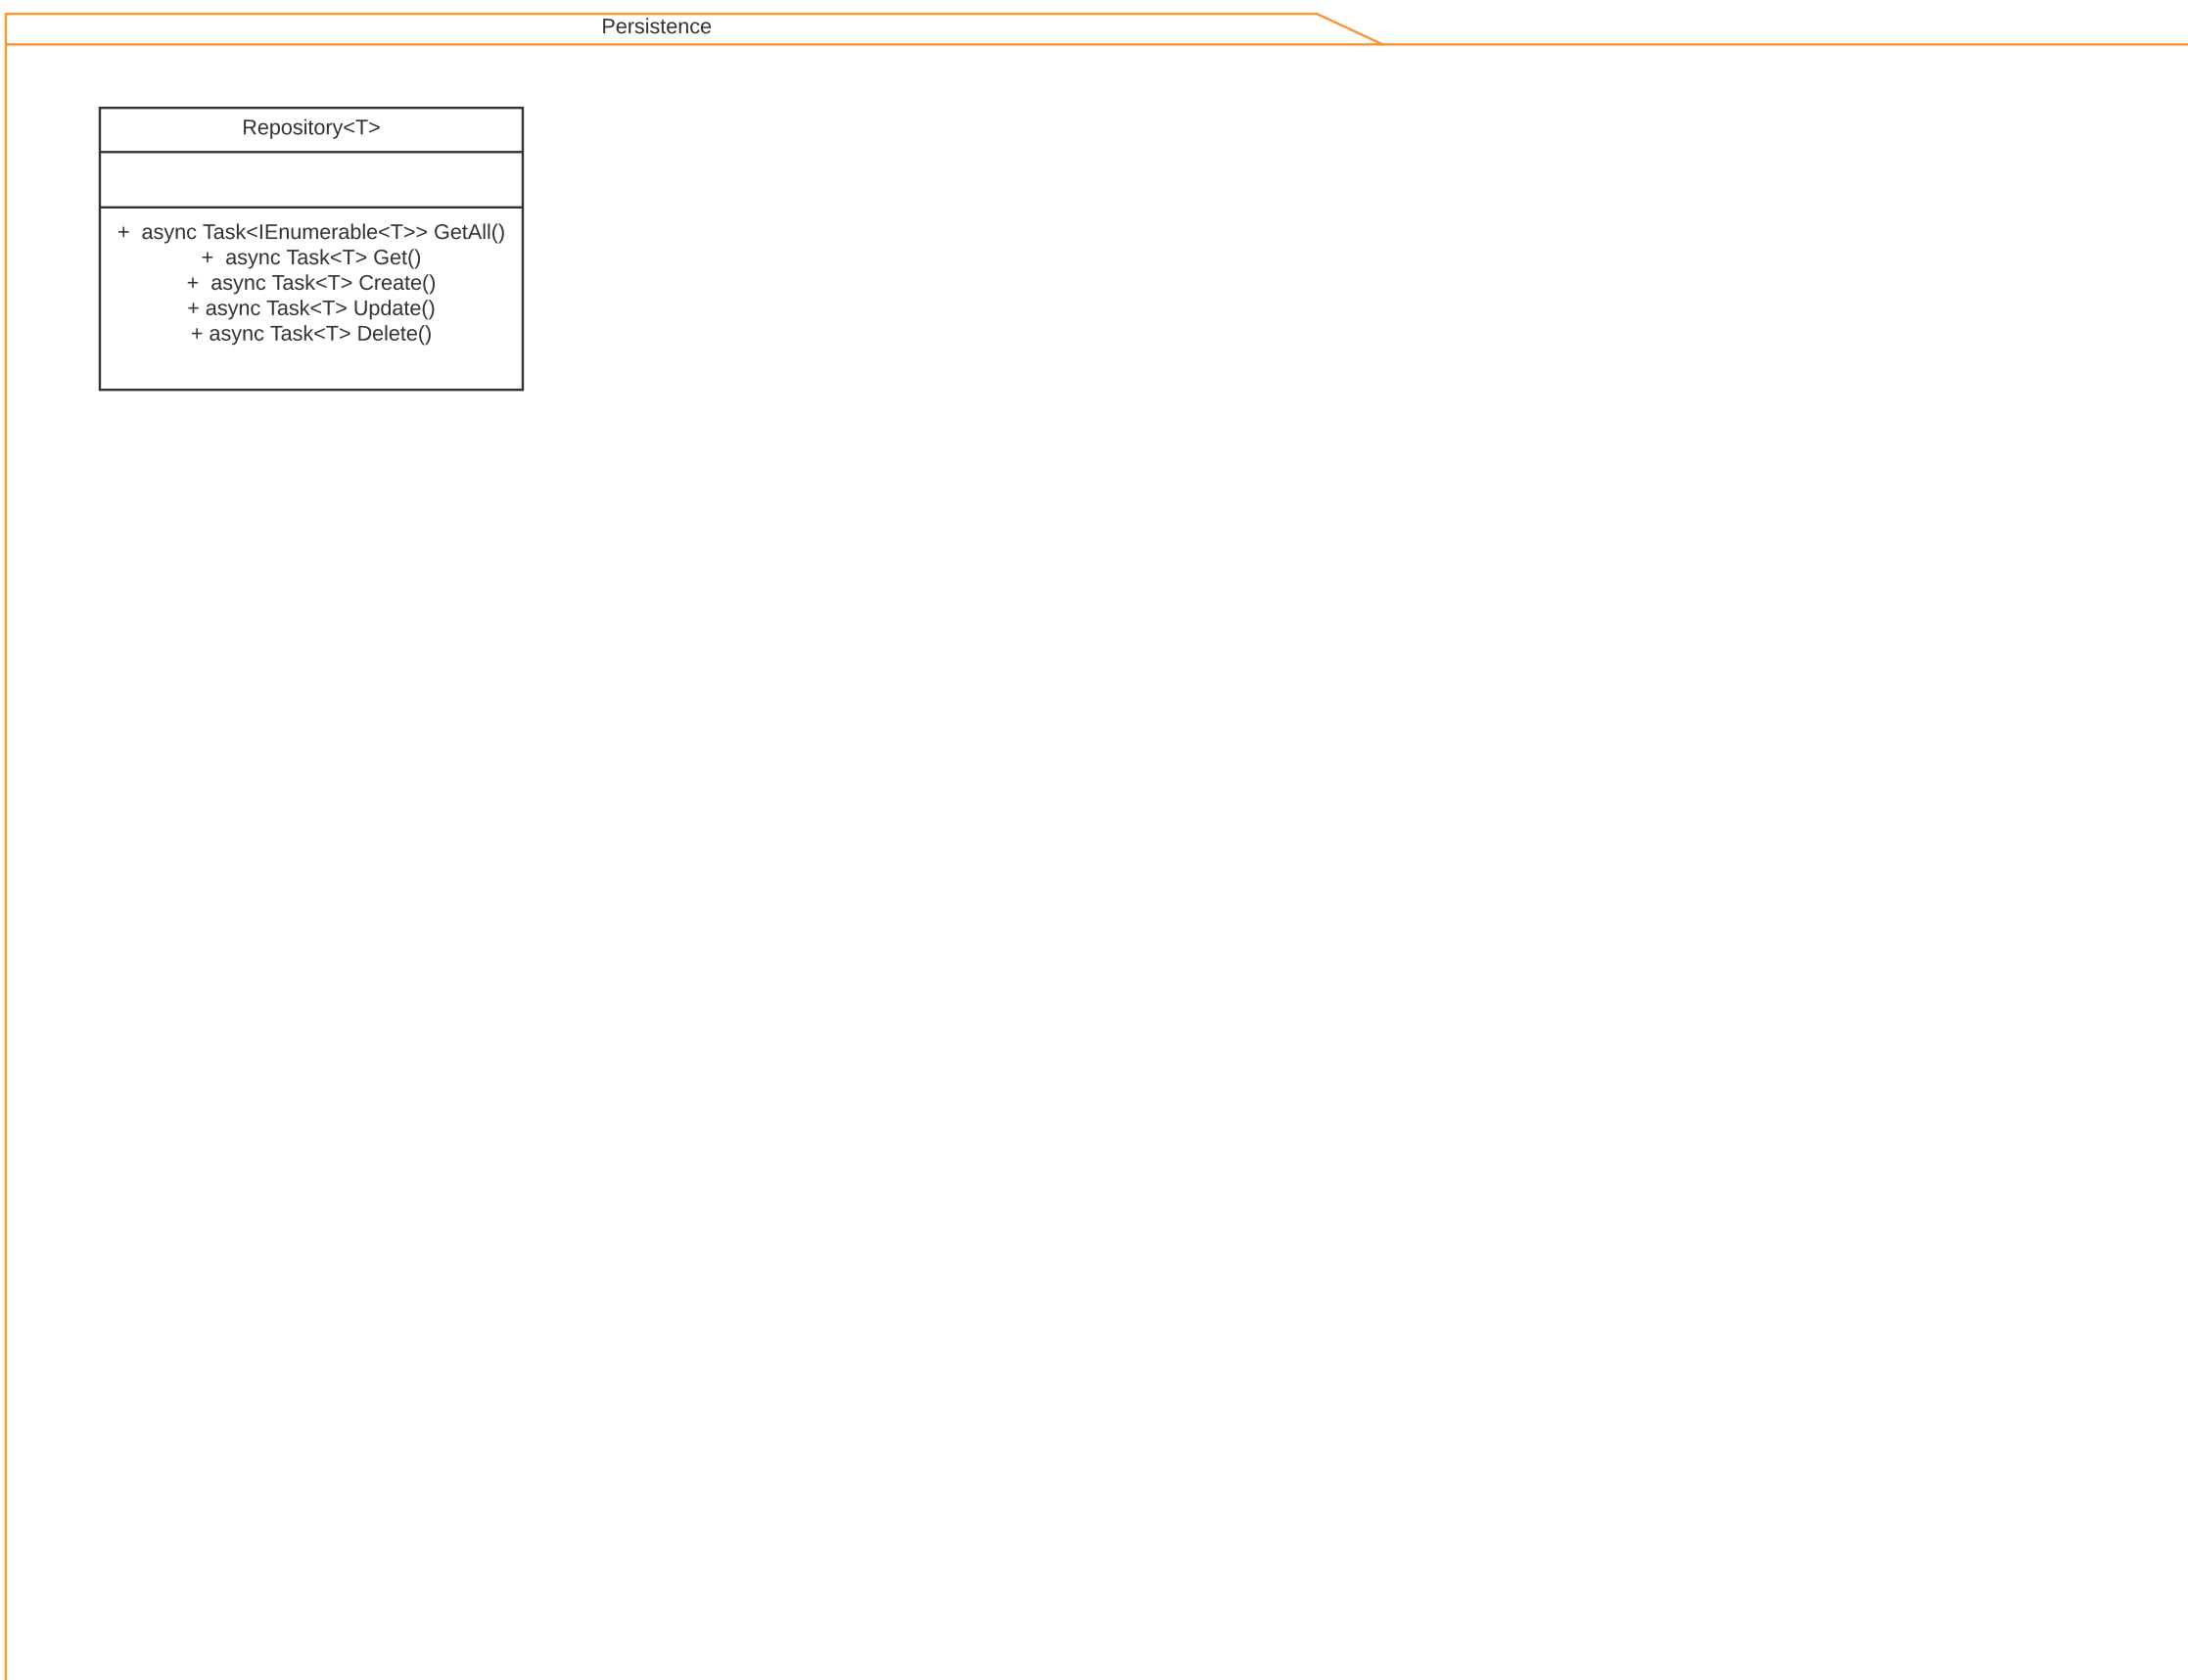 Persistence
Repository<T>
+  async Task<IEnumerable<T>> GetAll()
+  async Task<T> Get()
+  async Task<T> Create()
+ async Task<T> Update()
+ async Task<T> Delete()